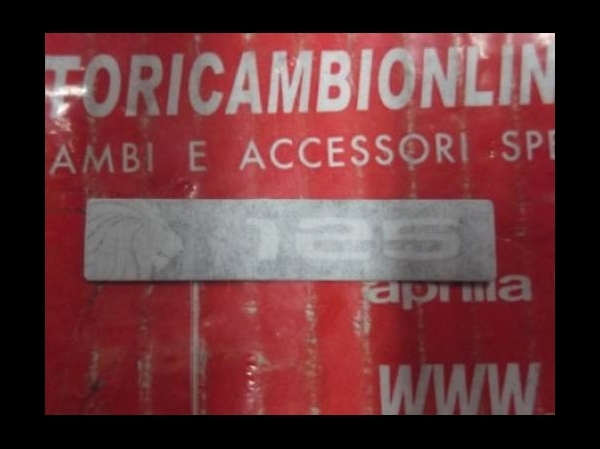 TORICAMBIONLIN
AMBI E ACCESSORI SPE
125
aprilia
WWW